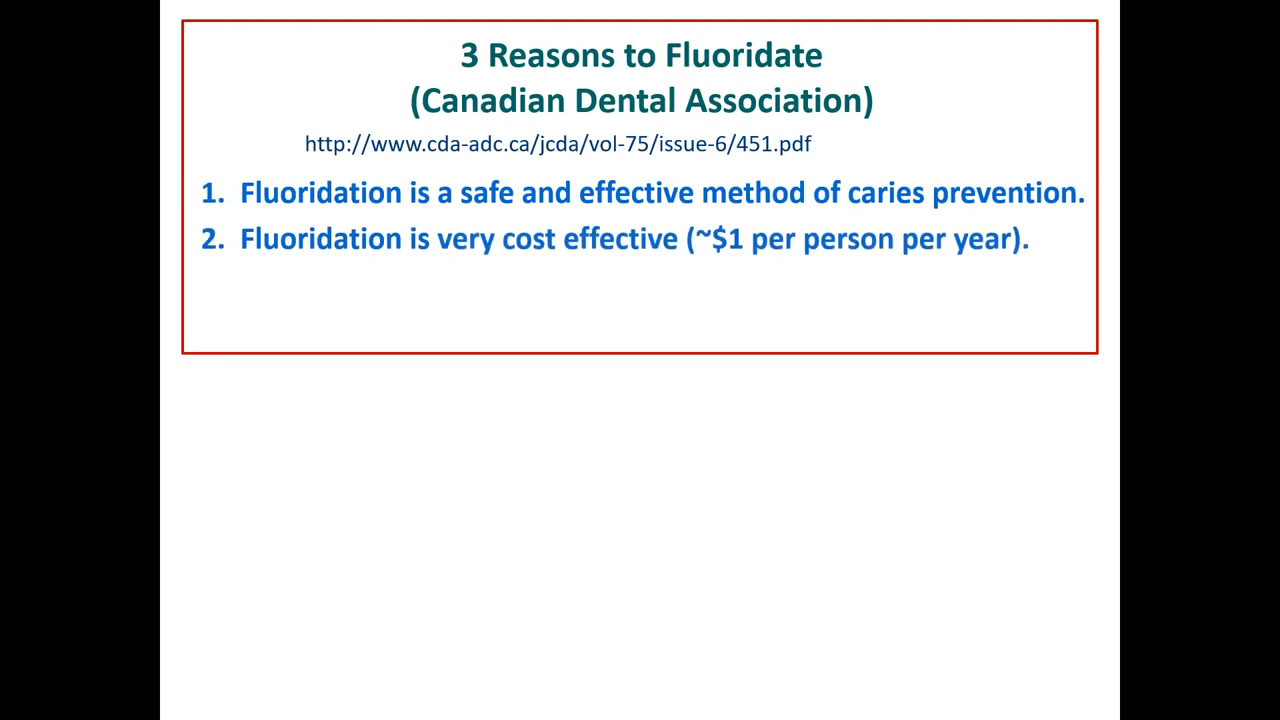 3 Reasons to Fluoridate
(Canadian Dental Association)
http://www.cda-adc.ca/jcda/vol-75/issue-6/451.pdf
1. Fluoridation is a safe and effective method of caries prevention.
2. Fluoridation is very cost effective (~$1 per person per year).